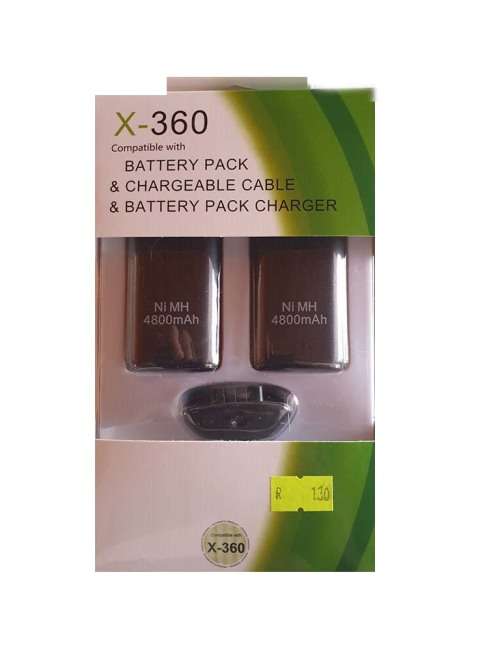 X-360
Compatible with
BATTERY PACK
& CHARGEABLE CABLE
& BATTERY PACK CHARGER
Ni MH
4800mAh
Ni MH
4800mAh
R 130
Compatible with
X-360